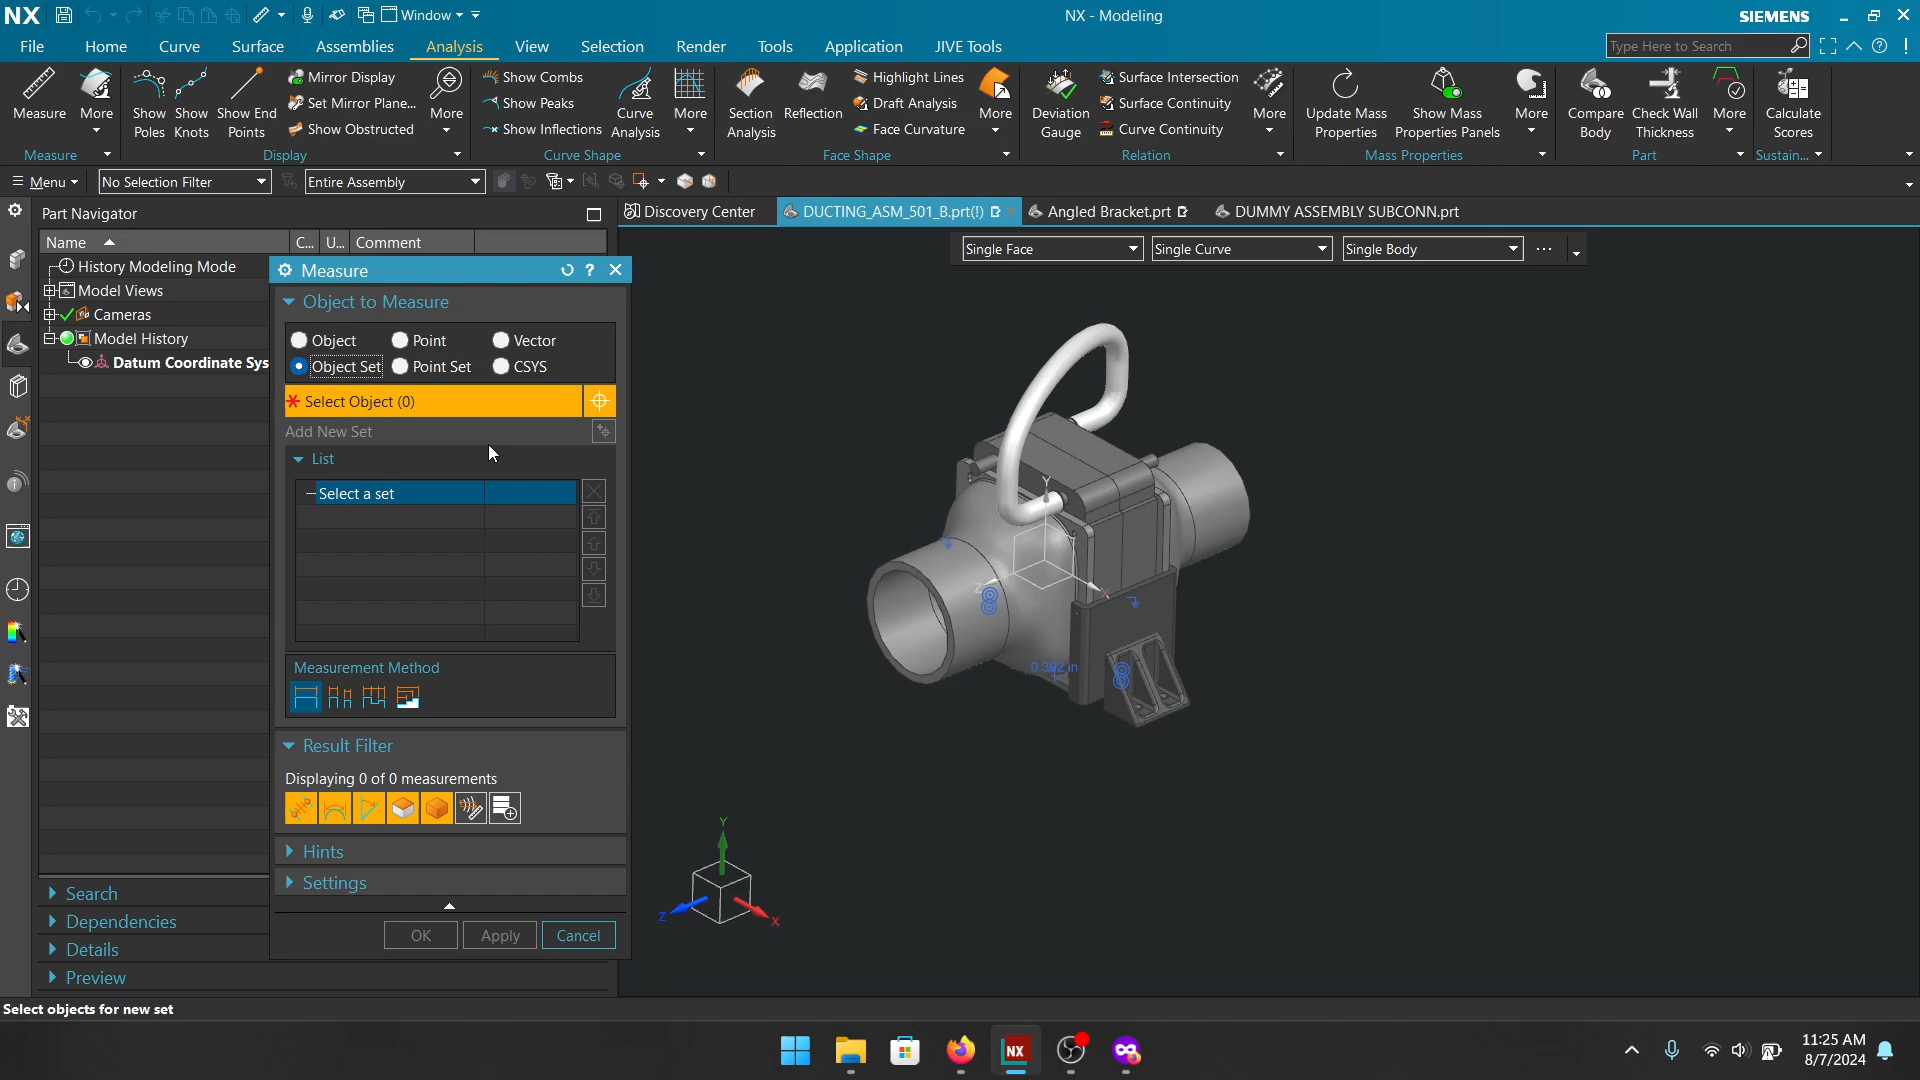 NX Window NX - Modeling SIEMENS
File Home Curve Surface Assemblies Analysis View Selection Render Tools Application JIVE Tools Type Here to Search
Measure More Show Poles Show Knots Show End Points Mirror Display Set Mirror Plane... Show Obstructed More Show Combs Show Peaks Show Inflections Curve Analysis More Section Analysis Reflection Highlight Lines Draft Analysis Face Curvature More Deviation Gauge Surface Intersection Surface Continuity Curve Continuity More Update Mass Properties Show Mass Properties Panels More Compare Body Check Wall Thickness More Calculate Scores
Measure Display Curve Shape Face Shape Relation Mass Properties Part Sustain...
Menu No Selection Filter Entire Assembly
Part Navigator Discovery Center DUCTING_ASM_501_B.prt(!) Angled Bracket.prt DUMMY ASSEMBLY SUBCONN.prt
Name C... U... Comment Single Face Single Curve Single Body ...
History Modeling Mode
Model Views
Cameras
Model History
Datum Coordinate Sys
Measure ?
Object to Measure
Object Point Vector
Object Set Point Set CSYS
* Select Object (0)
Add New Set
List
Select a set
Measurement Method
Result Filter
Displaying 0 of 0 measurements
Hints
Settings
OK Apply Cancel
Y
Z
X
0.392 in
Y
Z
X
Search
Dependencies
Details
Preview
Select objects for new set
NX
11:25 AM
8/7/2024